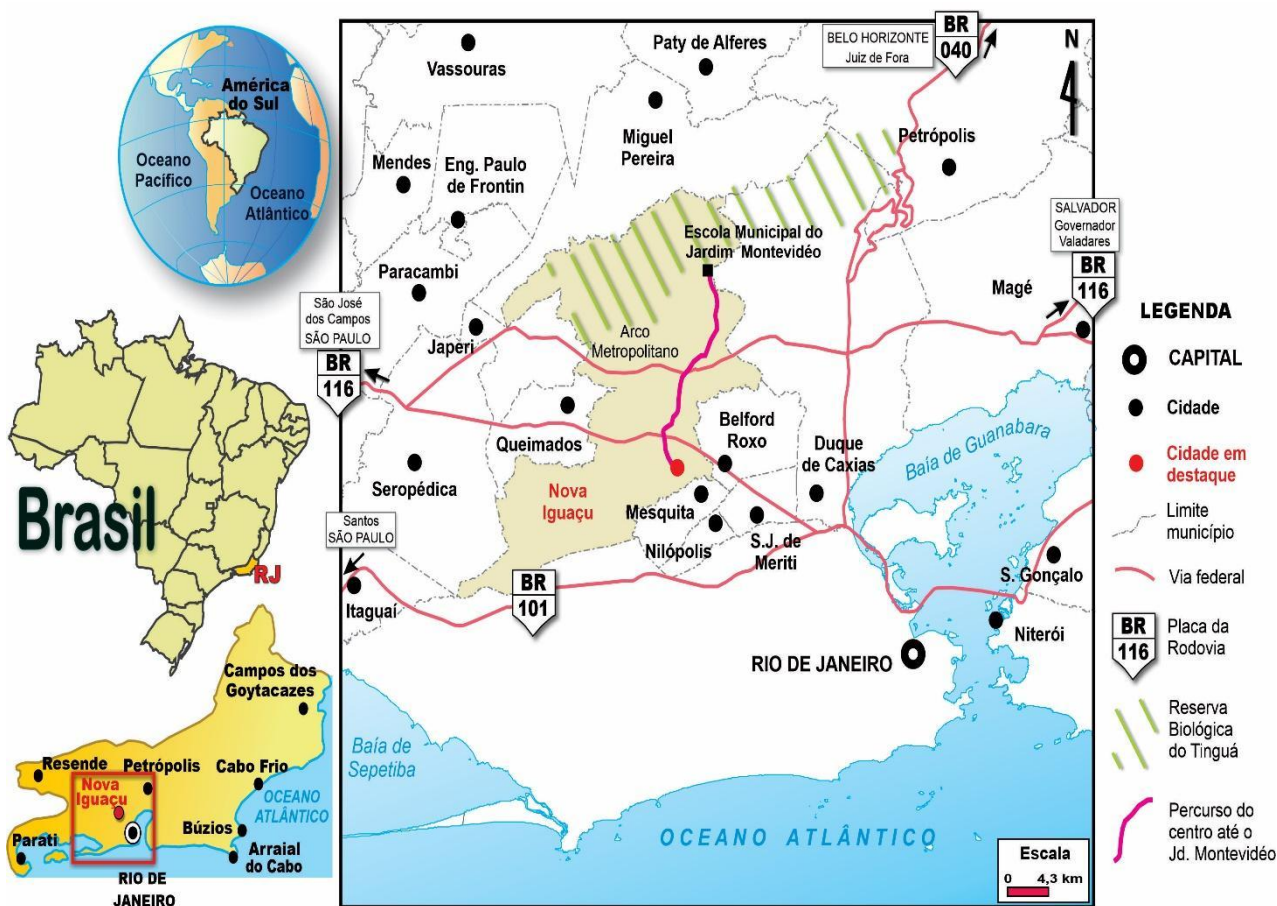 América
do Sul
Oceano
Pacífico
Oceano
Atlântico
Brasil
RJ
Campos dos
Goytacazes
Resende
Petrópolis
Cabo Frio
Nova
Iguaçu
OCEANO
ATLÂNTICO
Búzios
Parati
Arraial
do Cabo
RIO DE
JANEIRO
Vassouras
Paty de Alferes
BELO HORIZONTE
Juiz de Fora
BR
040
N
Miguel
Pereira
Petrópolis
Mendes
Eng. Paulo
de Frontin
SALVADOR
Governador
Valadares
BR
116
Escola Municipal do
Jardim Montevidéo
Paracambi
Magé
São José
dos Campos
SÃO PAULO
BR
116
Japeri
Arco
Metropolitano
Queimados
Belford
Roxo
Duque
de Caxias
Baía de Guanabara
Seropédica
Nova
Iguaçu
Mesquita
Nilópolis
S.J. de
Meriti
Santos
SÃO PAULO
Itaguaí
BR
101
S. Gonçalo
Niterói
RIO DE JANEIRO
Baía de
Sepetiba
OCEANO ATLÂNTICO
Escala
0 4,3 km
LEGENDA
CAPITAL
Cidade
Cidade em
destaque
Limite
município
Via federal
BR
116
Placa da
Rodovia
Reserva
Biológica
do Tinguá
Percurso do
centro até o
Jd. Montevidéo